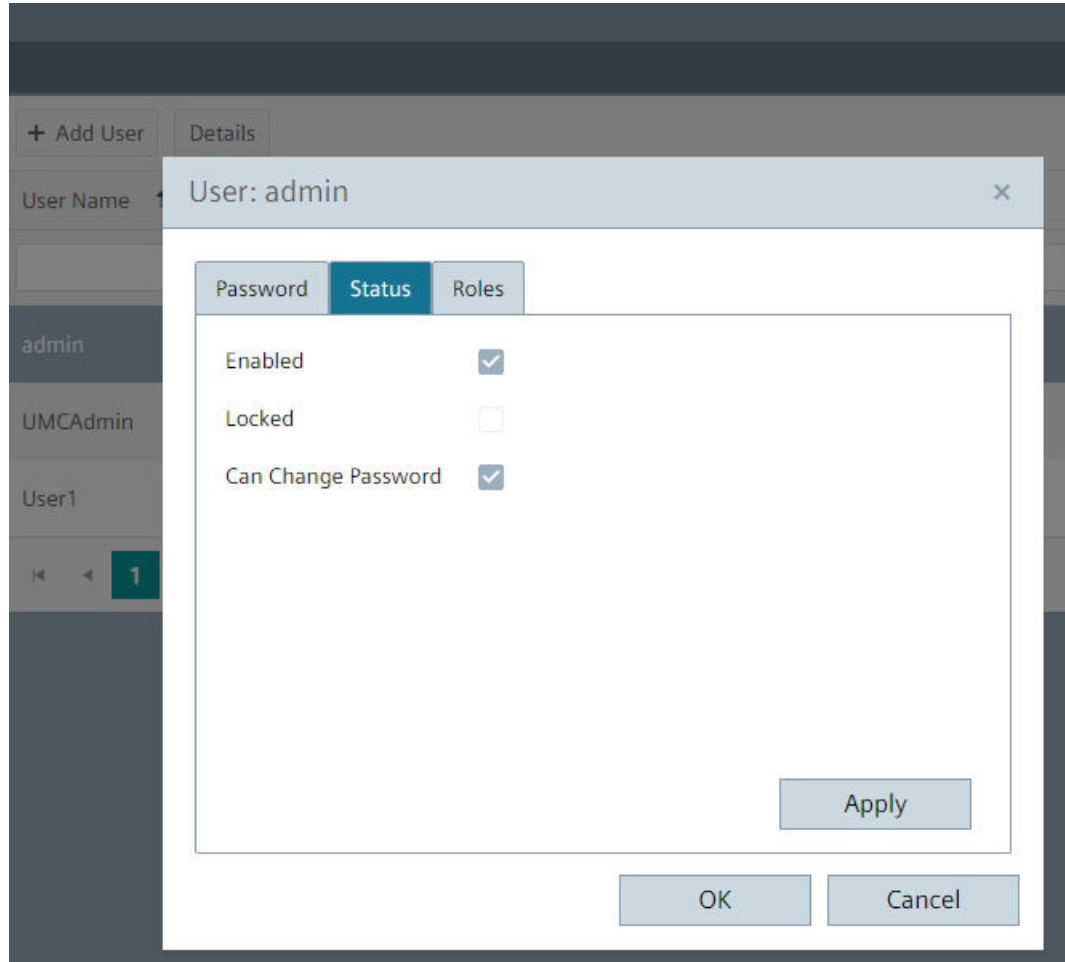 + Add User
Details
User Name
User: admin
×
Password
Status
Roles
Enabled
Locked
Can Change Password
admin
UMCAdmin
User1
1
Apply
OK
Cancel